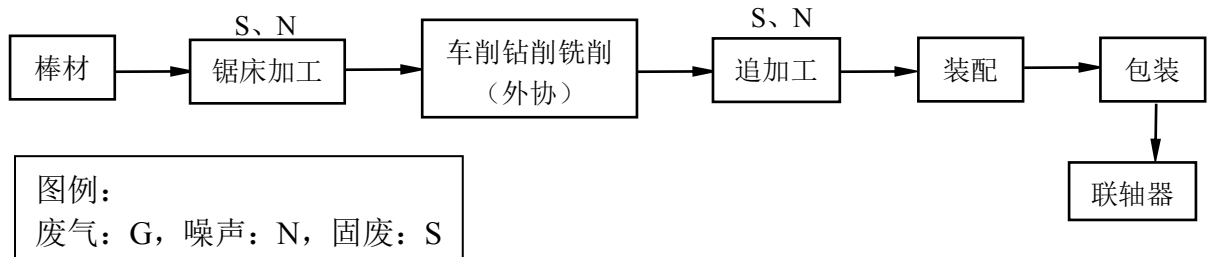 S、N
S、N
棒材
锯床加工
车削钻削铣削
（外协）
追加工
装配
包装
联轴器
图例：
废气：G，噪声：N，固废：S